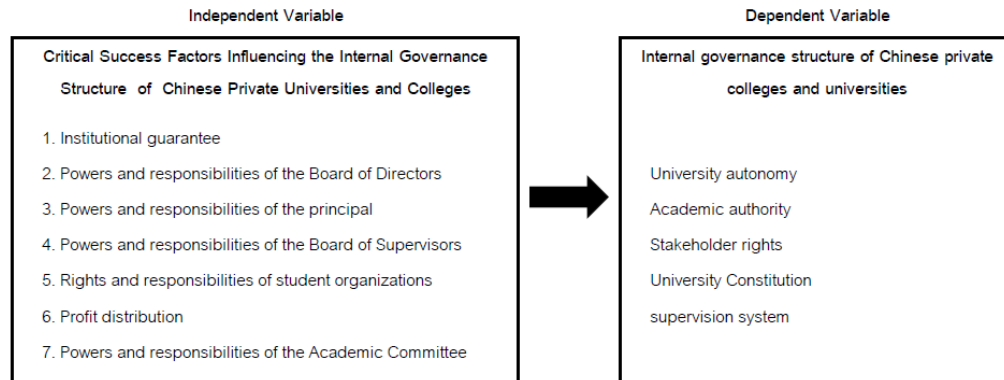 Independent Variable
Critical Success Factors Influencing the Internal Governance
Structure of Chinese Private Universities and Colleges
1. Institutional guarantee
2. Powers and responsibilities of the Board of Directors
3. Powers and responsibilities of the principal
4. Powers and responsibilities of the Board of Supervisors
5. Rights and responsibilities of student organizations
6. Profit distribution
7. Powers and responsibilities of the Academic Committee
Dependent Variable
Internal governance structure of Chinese private
colleges and universities
University autonomy
Academic authority
Stakeholder rights
University Constitution
supervision system